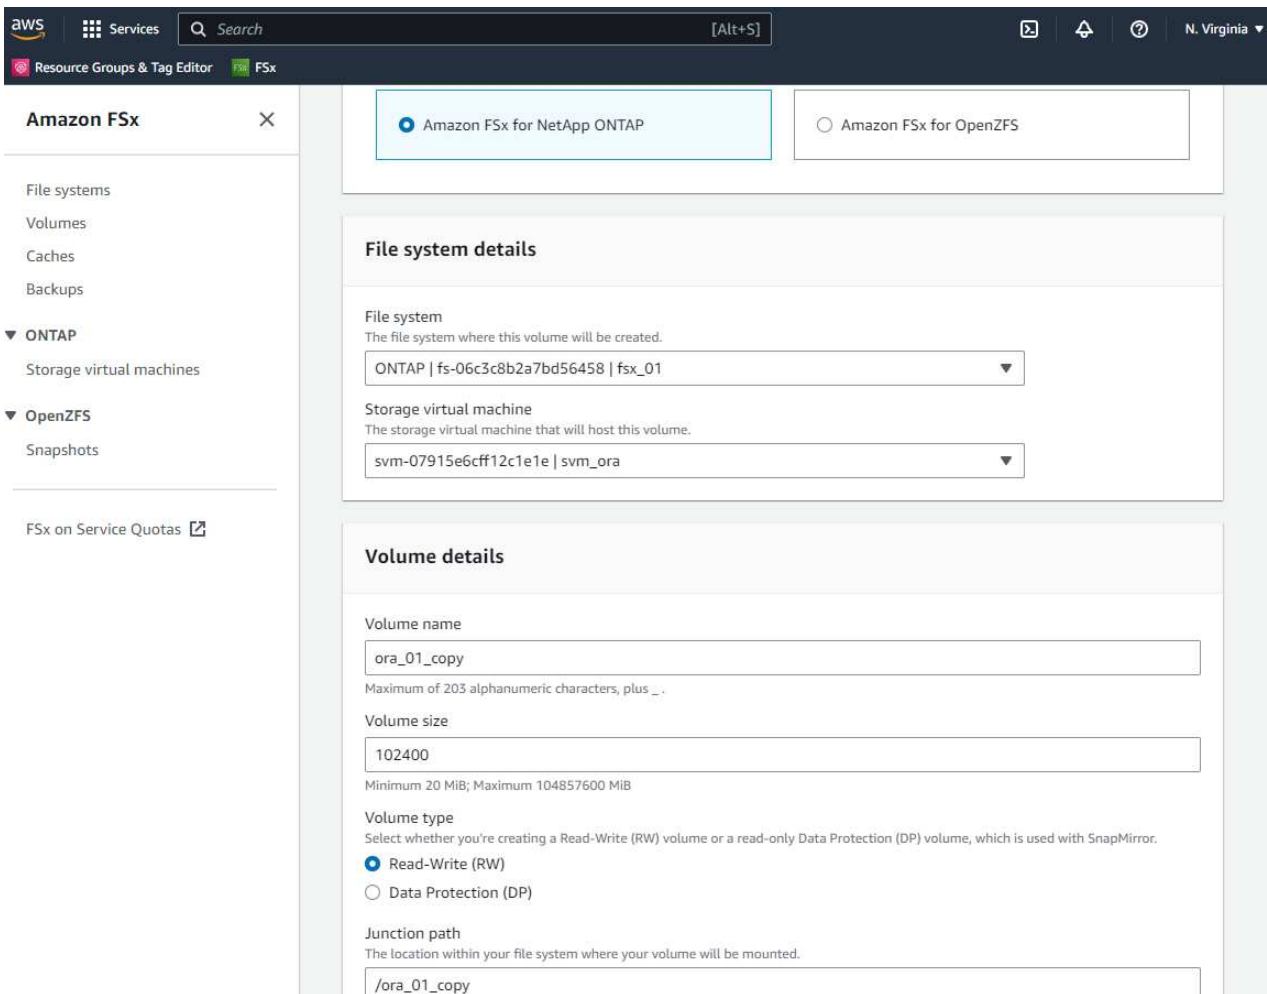 aws
Services
Search
[Alt+S]
N. Virginia
Resource Groups & Tag Editor
FSx
FSx
Amazon FSx
File systems
Volumes
Caches
Backups
ONTAP
Storage virtual machines
OpenZFS
Snapshots
FSx on Service Quotas
Amazon FSx for NetApp ONTAP
Amazon FSx for OpenZFS
File system details
File system
The file system where this volume will be created.
ONTAP | fs-06c3c8b2a7bd56458 | fsx_01
Storage virtual machine
The storage virtual machine that will host this volume.
svm-07915e6cff12c1e1e | svm_ora
Volume details
Volume name
ora_01_copy
Maximum of 203 alphanumeric characters, plus _ .
Volume size
102400
Minimum 20 MiB; Maximum 104857600 MiB
Volume type
Select whether you're creating a Read-Write (RW) volume or a read-only Data Protection (DP) volume, which is used with SnapMirror.
Read-Write (RW)
Data Protection (DP)
Junction path
The location within your file system where your volume will be mounted.
/ora_01_copy